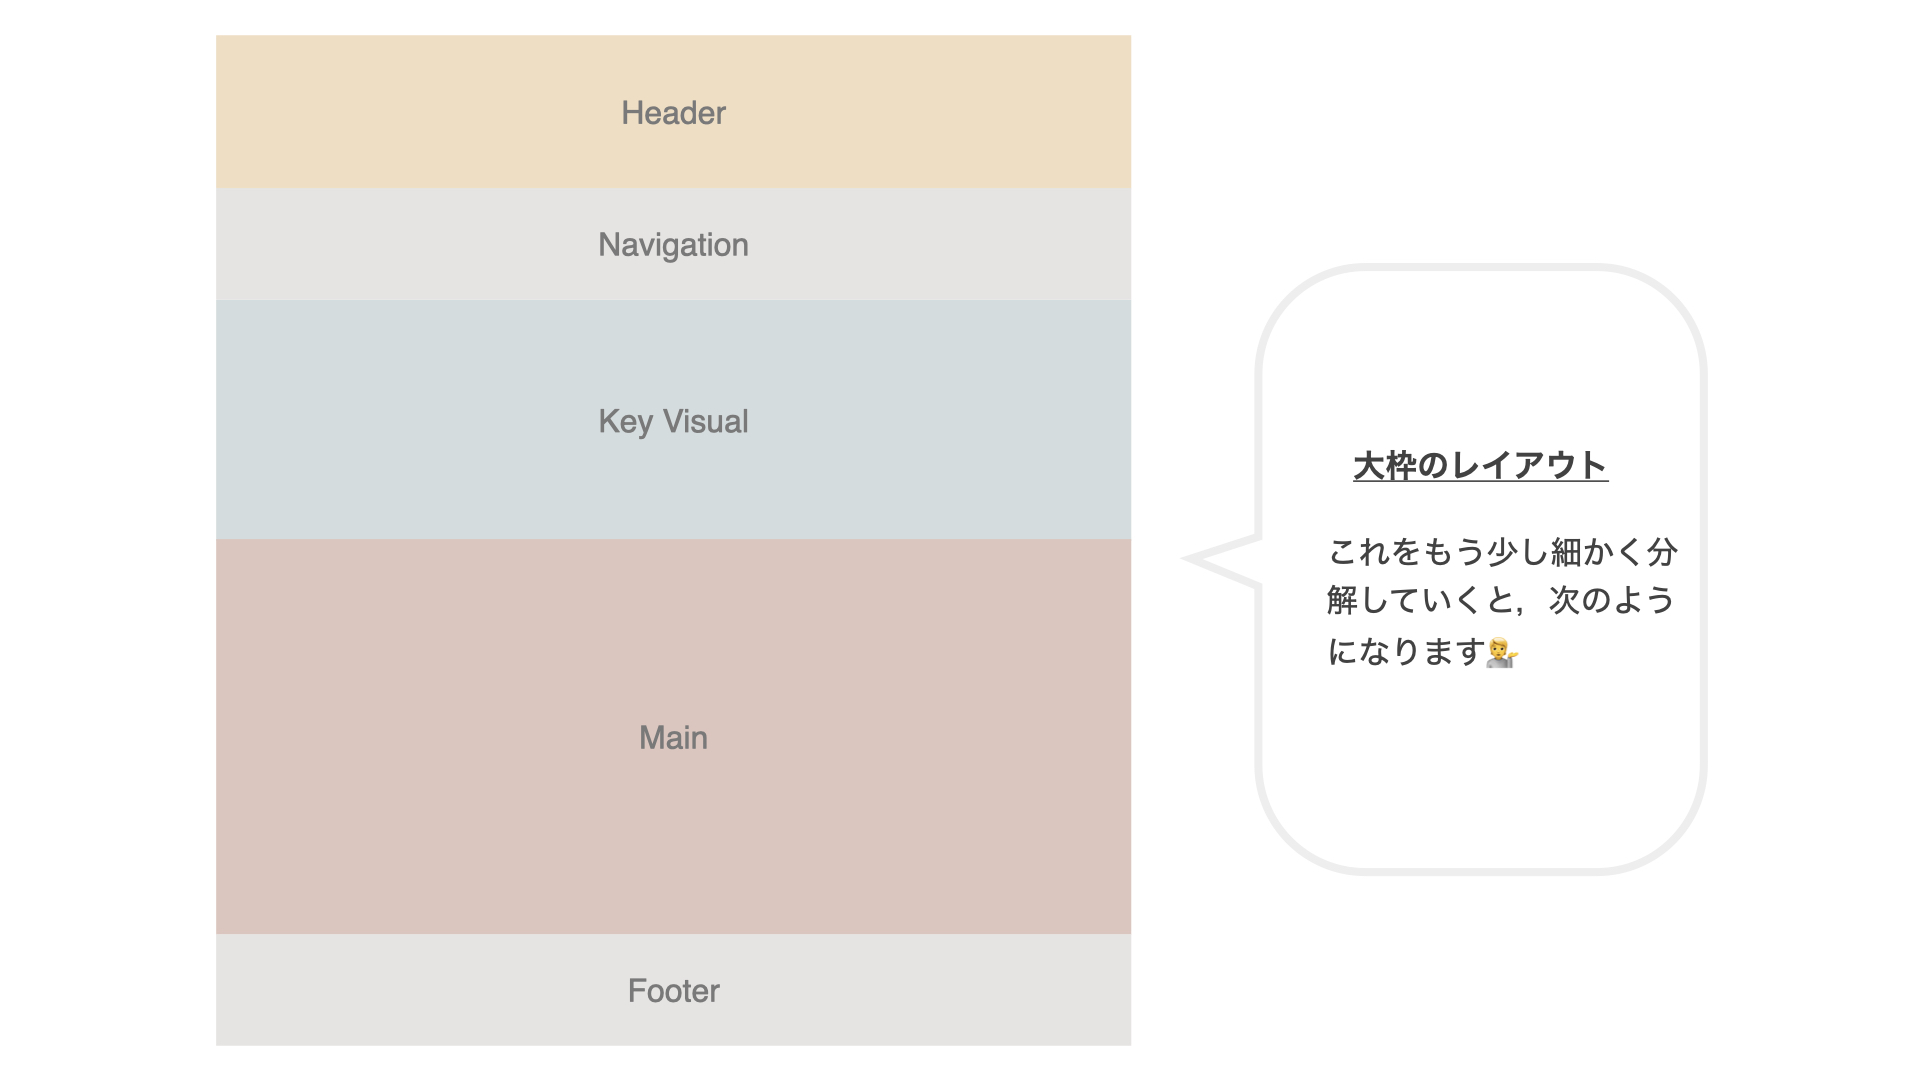 Header
Navigation
Key Visual
Main
Footer
大枠のレイアウト
これをもう少し細かく分
解していくと，次のよう
になります💁